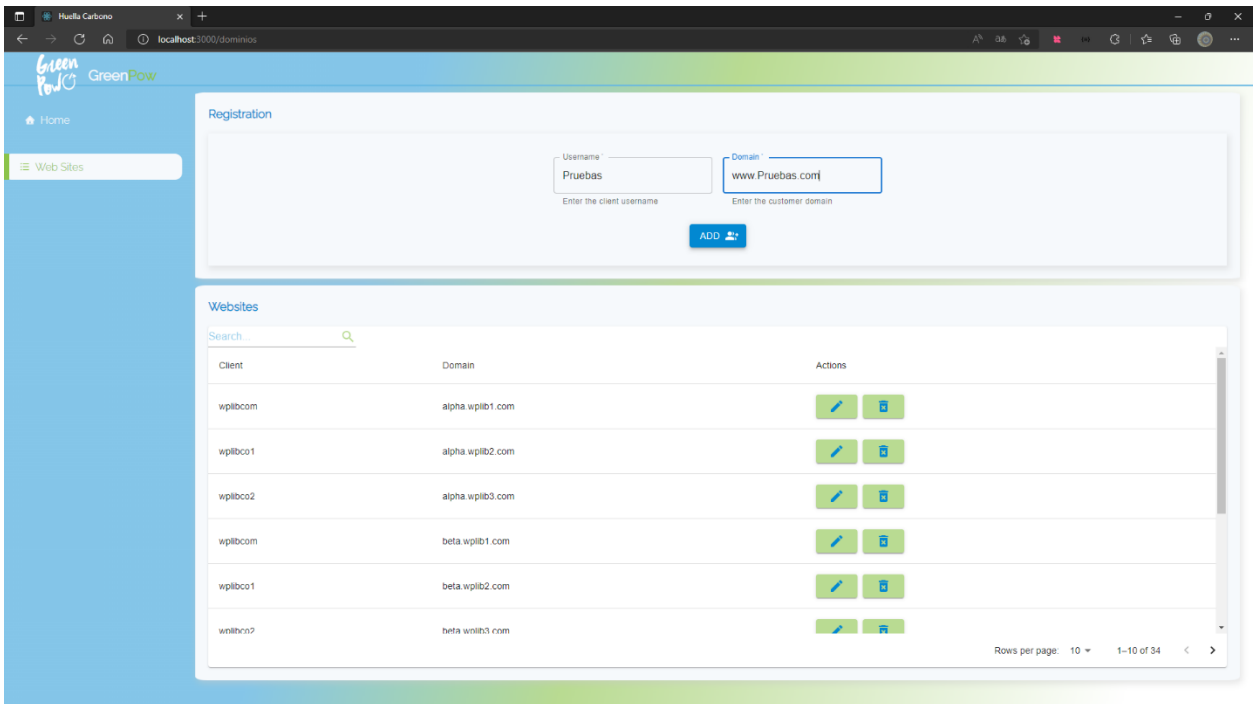 Huella Carbono
localhost:3000/dominios
Green
Pow
GreenPow
Home
Web Sites
Registration
Username *
Pruebas
Enter the client username
Domain *
www.Pruebas.com
Enter the customer domain
ADD
Websites
Search...
Client Domain Actions
wplibcom alpha.wplib1.com
wplibco1 alpha.wplib2.com
wplibco2 alpha.wplib3.com
wplibcom beta.wplib1.com
wplibco1 beta.wplib2.com
wplibco2 beta.wplib3.com
Rows per page: 10 1–10 of 34